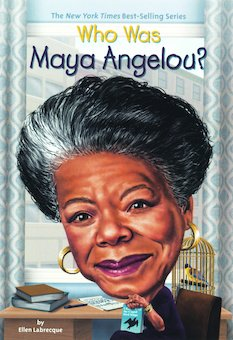 The New York Times Best-Selling Series
Who Was
Maya Angelou?
by
Ellen Labrecque